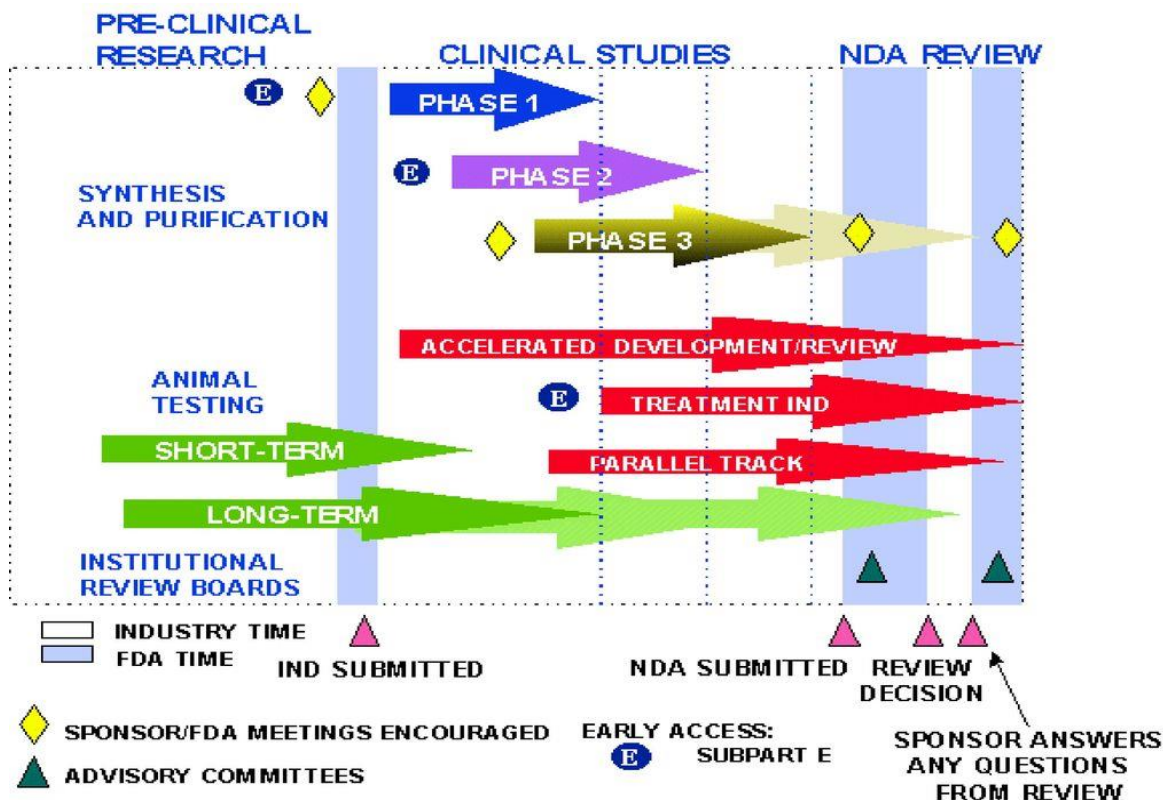 PRE-CLINICAL
RESEARCH
CLINICAL STUDIES
NDA REVIEW
E
PHASE 1
E
PHASE 2
SYNTHESIS
AND PURIFICATION
PHASE 3
ACCELERATED DEVELOPMENT/REVIEW
ANIMAL
TESTING
E
TREATMENT IND
SHORT-TERM
PARALLEL TRACK
LONG-TERM
INSTITUTIONAL
REVIEW BOARDS
INDUSTRY TIME
FDA TIME
IND SUBMITTED
NDA SUBMITTED
REVIEW
DECISION
SPONSOR/FDA MEETINGS ENCOURAGED
ADVISORY COMMITTEES
EARLY ACCESS:
E SUBPART E
SPONSOR ANSWERS
ANY QUESTIONS
FROM REVIEW